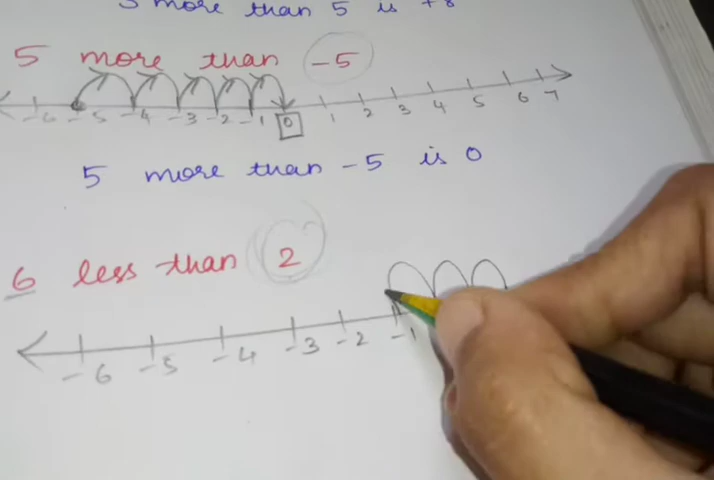 3 more than 5 is +8
5 more than -5
-6 -5 -4 -3 -2 -1 0 1 2 3 4 5 6 7
5 more than -5 is 0
6 less than 2
-6 -5 -4 -3 -2 -1